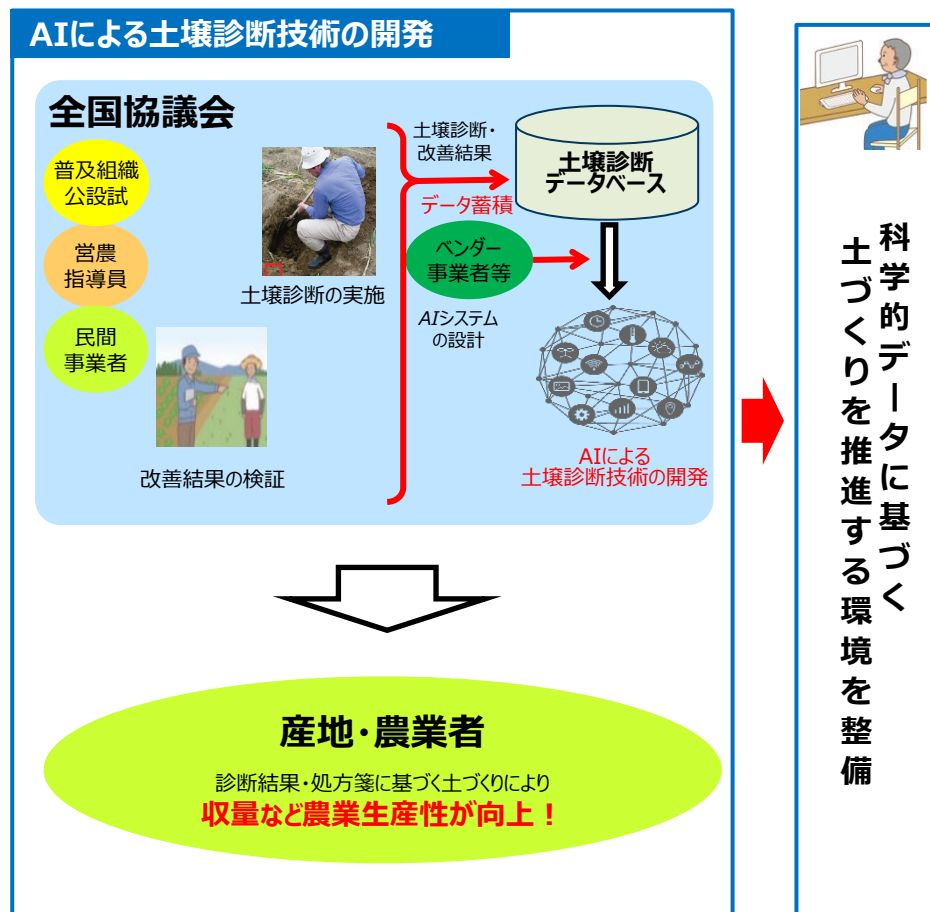 AIによる土壌診断技術の開発
全国協議会
普及組織
公設試
営農
指導員
民間
事業者
土壌診断の実施
改善結果の検証
土壌診断・
改善結果
データ蓄積
土壌診断
データベース
ベンダー
事業者等
AIシステム
の設計
AIによる
土壌診断技術の開発
産地・農業者
診断結果・処方箋に基づく土づくりにより
収量など農業生産性が向上！
科学的データに基づく
土づくりを推進する環境を整備